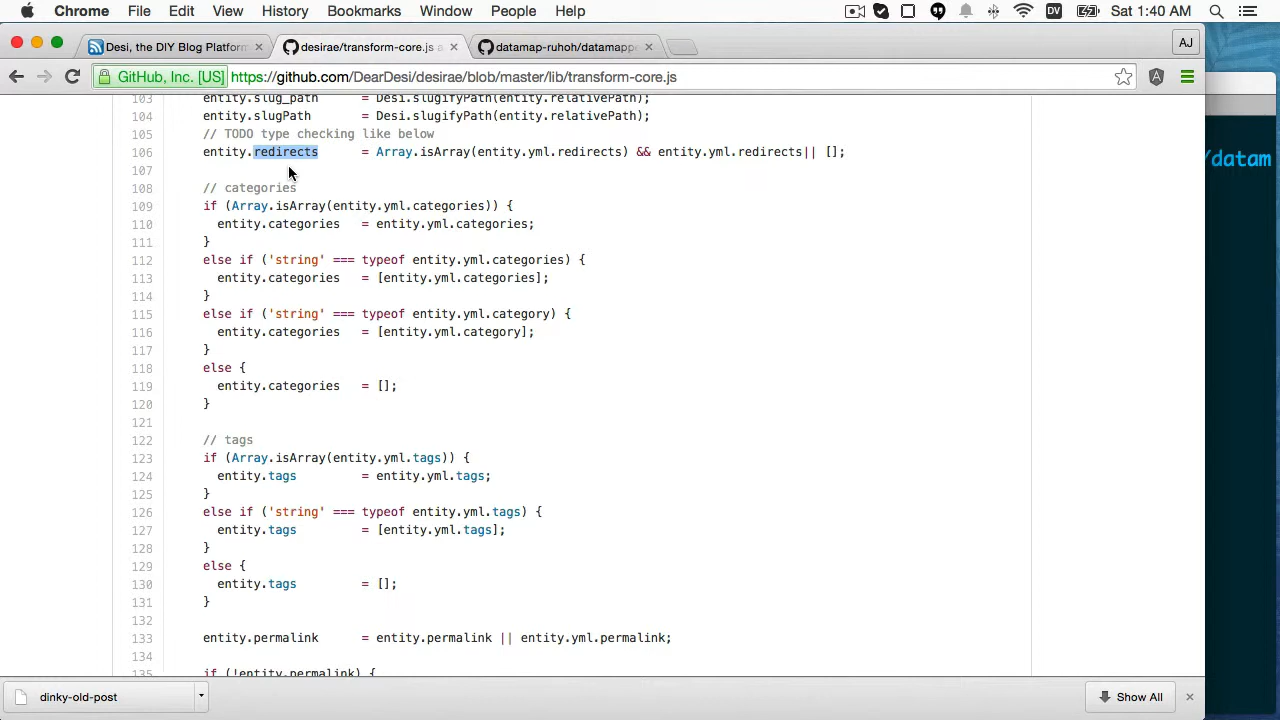 Chrome File Edit View History Bookmarks Window People Help DV Sat 1:40 AM
Desi, the DIY Blog Platform × desirae/transform-core.js a × datamap-ruhoh/datamappe × AJ
GitHub, Inc. [US] https://github.com/DearDesi/desirae/blob/master/lib/transform-core.js
103 entity.slug_path = Desi.slugifyPath(entity.relativePath);
104 entity.slugPath = Desi.slugifyPath(entity.relativePath);
105 // TODO type checking like below
106 entity.redirects = Array.isArray(entity.yml.redirects) && entity.yml.redirects|| [];
107
108 // categories
109 if (Array.isArray(entity.yml.categories)) {
110 entity.categories = entity.yml.categories;
111 }
112 else if ('string' === typeof entity.yml.categories) {
113 entity.categories = [entity.yml.categories];
114 }
115 else if ('string' === typeof entity.yml.category) {
116 entity.categories = [entity.yml.category];
117 }
118 else {
119 entity.categories = [];
120 }
121
122 // tags
123 if (Array.isArray(entity.yml.tags)) {
124 entity.tags = entity.yml.tags;
125 }
126 else if ('string' === typeof entity.yml.tags) {
127 entity.tags = [entity.yml.tags];
128 }
129 else {
130 entity.tags = [];
131 }
132
133 entity.permalink = entity.permalink || entity.yml.permalink;
134
135 if (!entity.permalink) {
/datam
dinky-old-post Show All ×